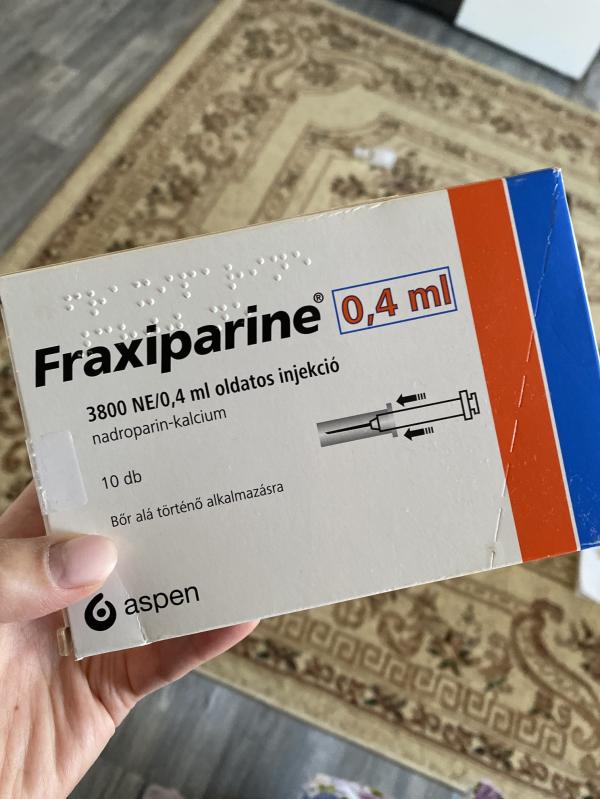 Fraxiparine® 0,4 ml
3800 NE/0,4 ml oldatos injekció
nadroparin-kalcium
10 db
Bőr alá történő alkalmazásra
aspen